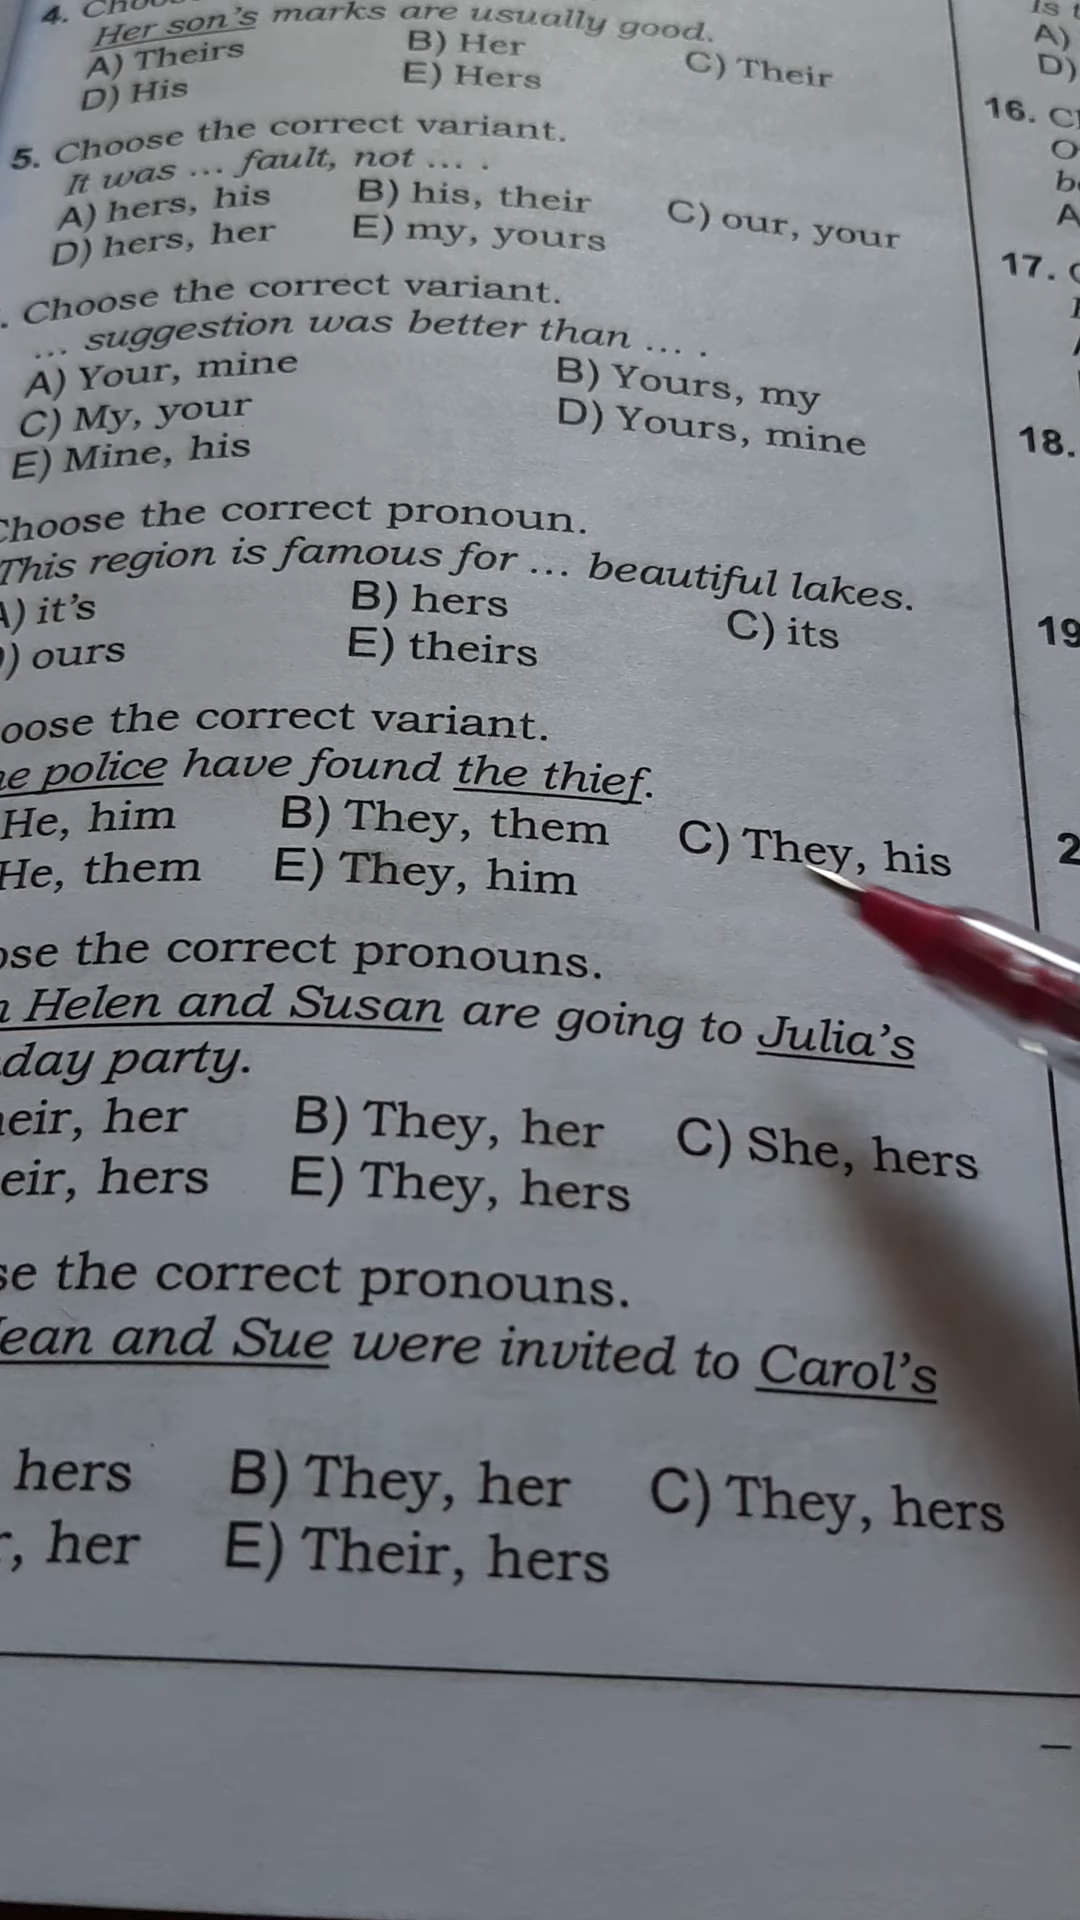 4.
Her son's marks are usually good.
A) Theirs B) Her C) Their
D) His E) Hers
5. Choose the correct variant.
It was ... fault, not ... .
A) hers, his B) his, their C) our, your
D) hers, her E) my, yours
. Choose the correct variant.
... suggestion was better than ... .
A) Your, mine B) Yours, my
C) My, your D) Yours, mine
E) Mine, his
Choose the correct pronoun.
This region is famous for ... beautiful lakes.
A) it's B) hers C) its
) ours E) theirs
oose the correct variant.
e police have found the thief.
He, him B) They, them C) They, his
He, them E) They, him
ose the correct pronouns.
Helen and Susan are going to Julia's
day party.
eir, her B) They, her C) She, hers
eir, hers E) They, hers
se the correct pronouns.
ean and Sue were invited to Carol's
hers B) They, her C) They, hers
, her E) Their, hers
Is
A)
D)
16.
A
17.
18.
19
2